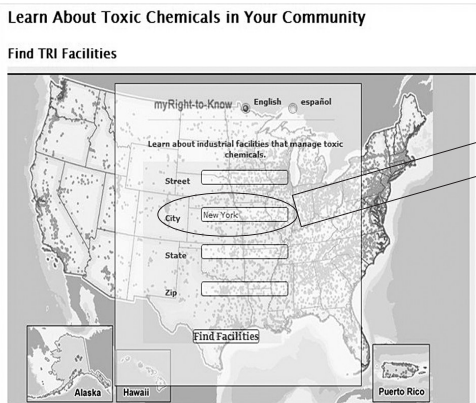 Learn About Toxic Chemicals in Your Community
Find TRI Facilities
myRight-to-Know English español
Learn about industrial facilities that manage toxic
chemicals.
Street
City New York
State
Zip
Find Facilities
Alaska Hawaii Puerto Rico